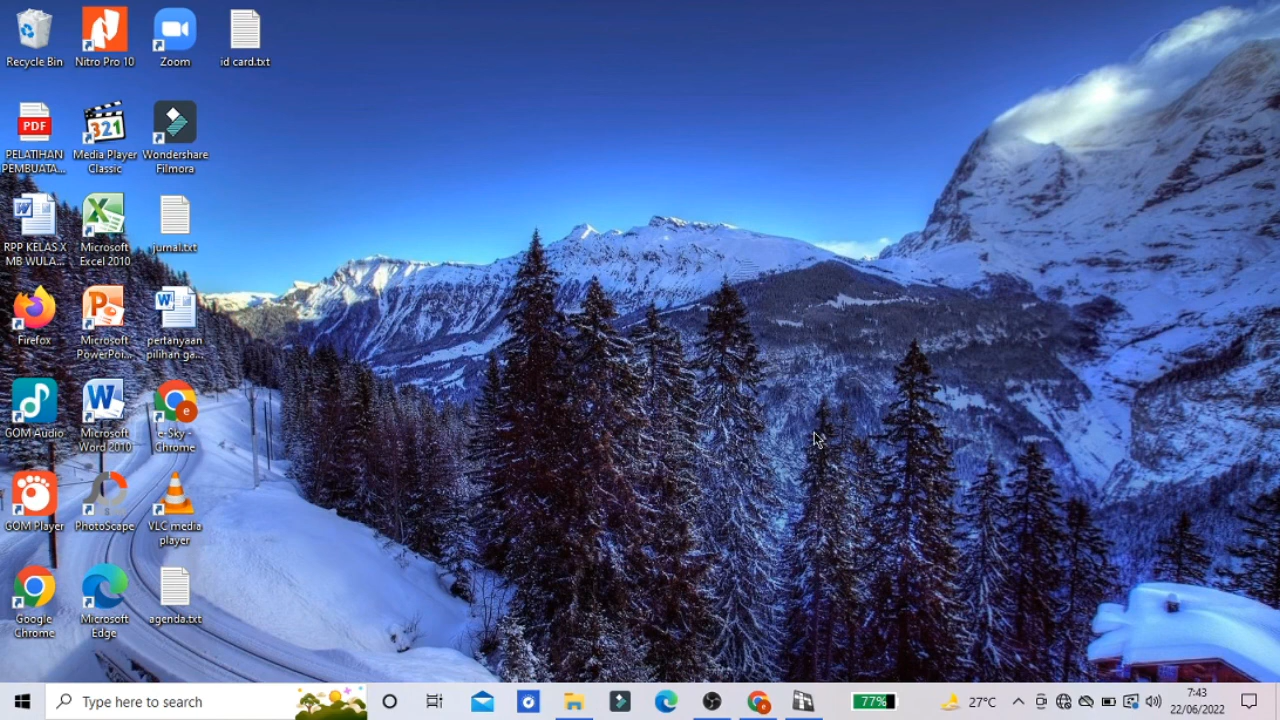 Recycle Bin
Nitro Pro 10
Zoom
id card.txt
PDF
PELATIHAN
PEMBUATA...
321
Media Player
Classic
Wondershare
Filmora
RPP KELAS X
MB WULA...
Microsoft
Excel 2010
jurnal.txt
Firefox
Microsoft
PowerPoi...
pertanyaan
pilihan ga...
GOM Audio
Microsoft
Word 2010
e
e-Sky -
Chrome
GOM Player
PhotoScape
VLC media
player
Google
Chrome
Microsoft
Edge
agenda.txt
Type here to search
77%
27°C
7:43
22/06/2022